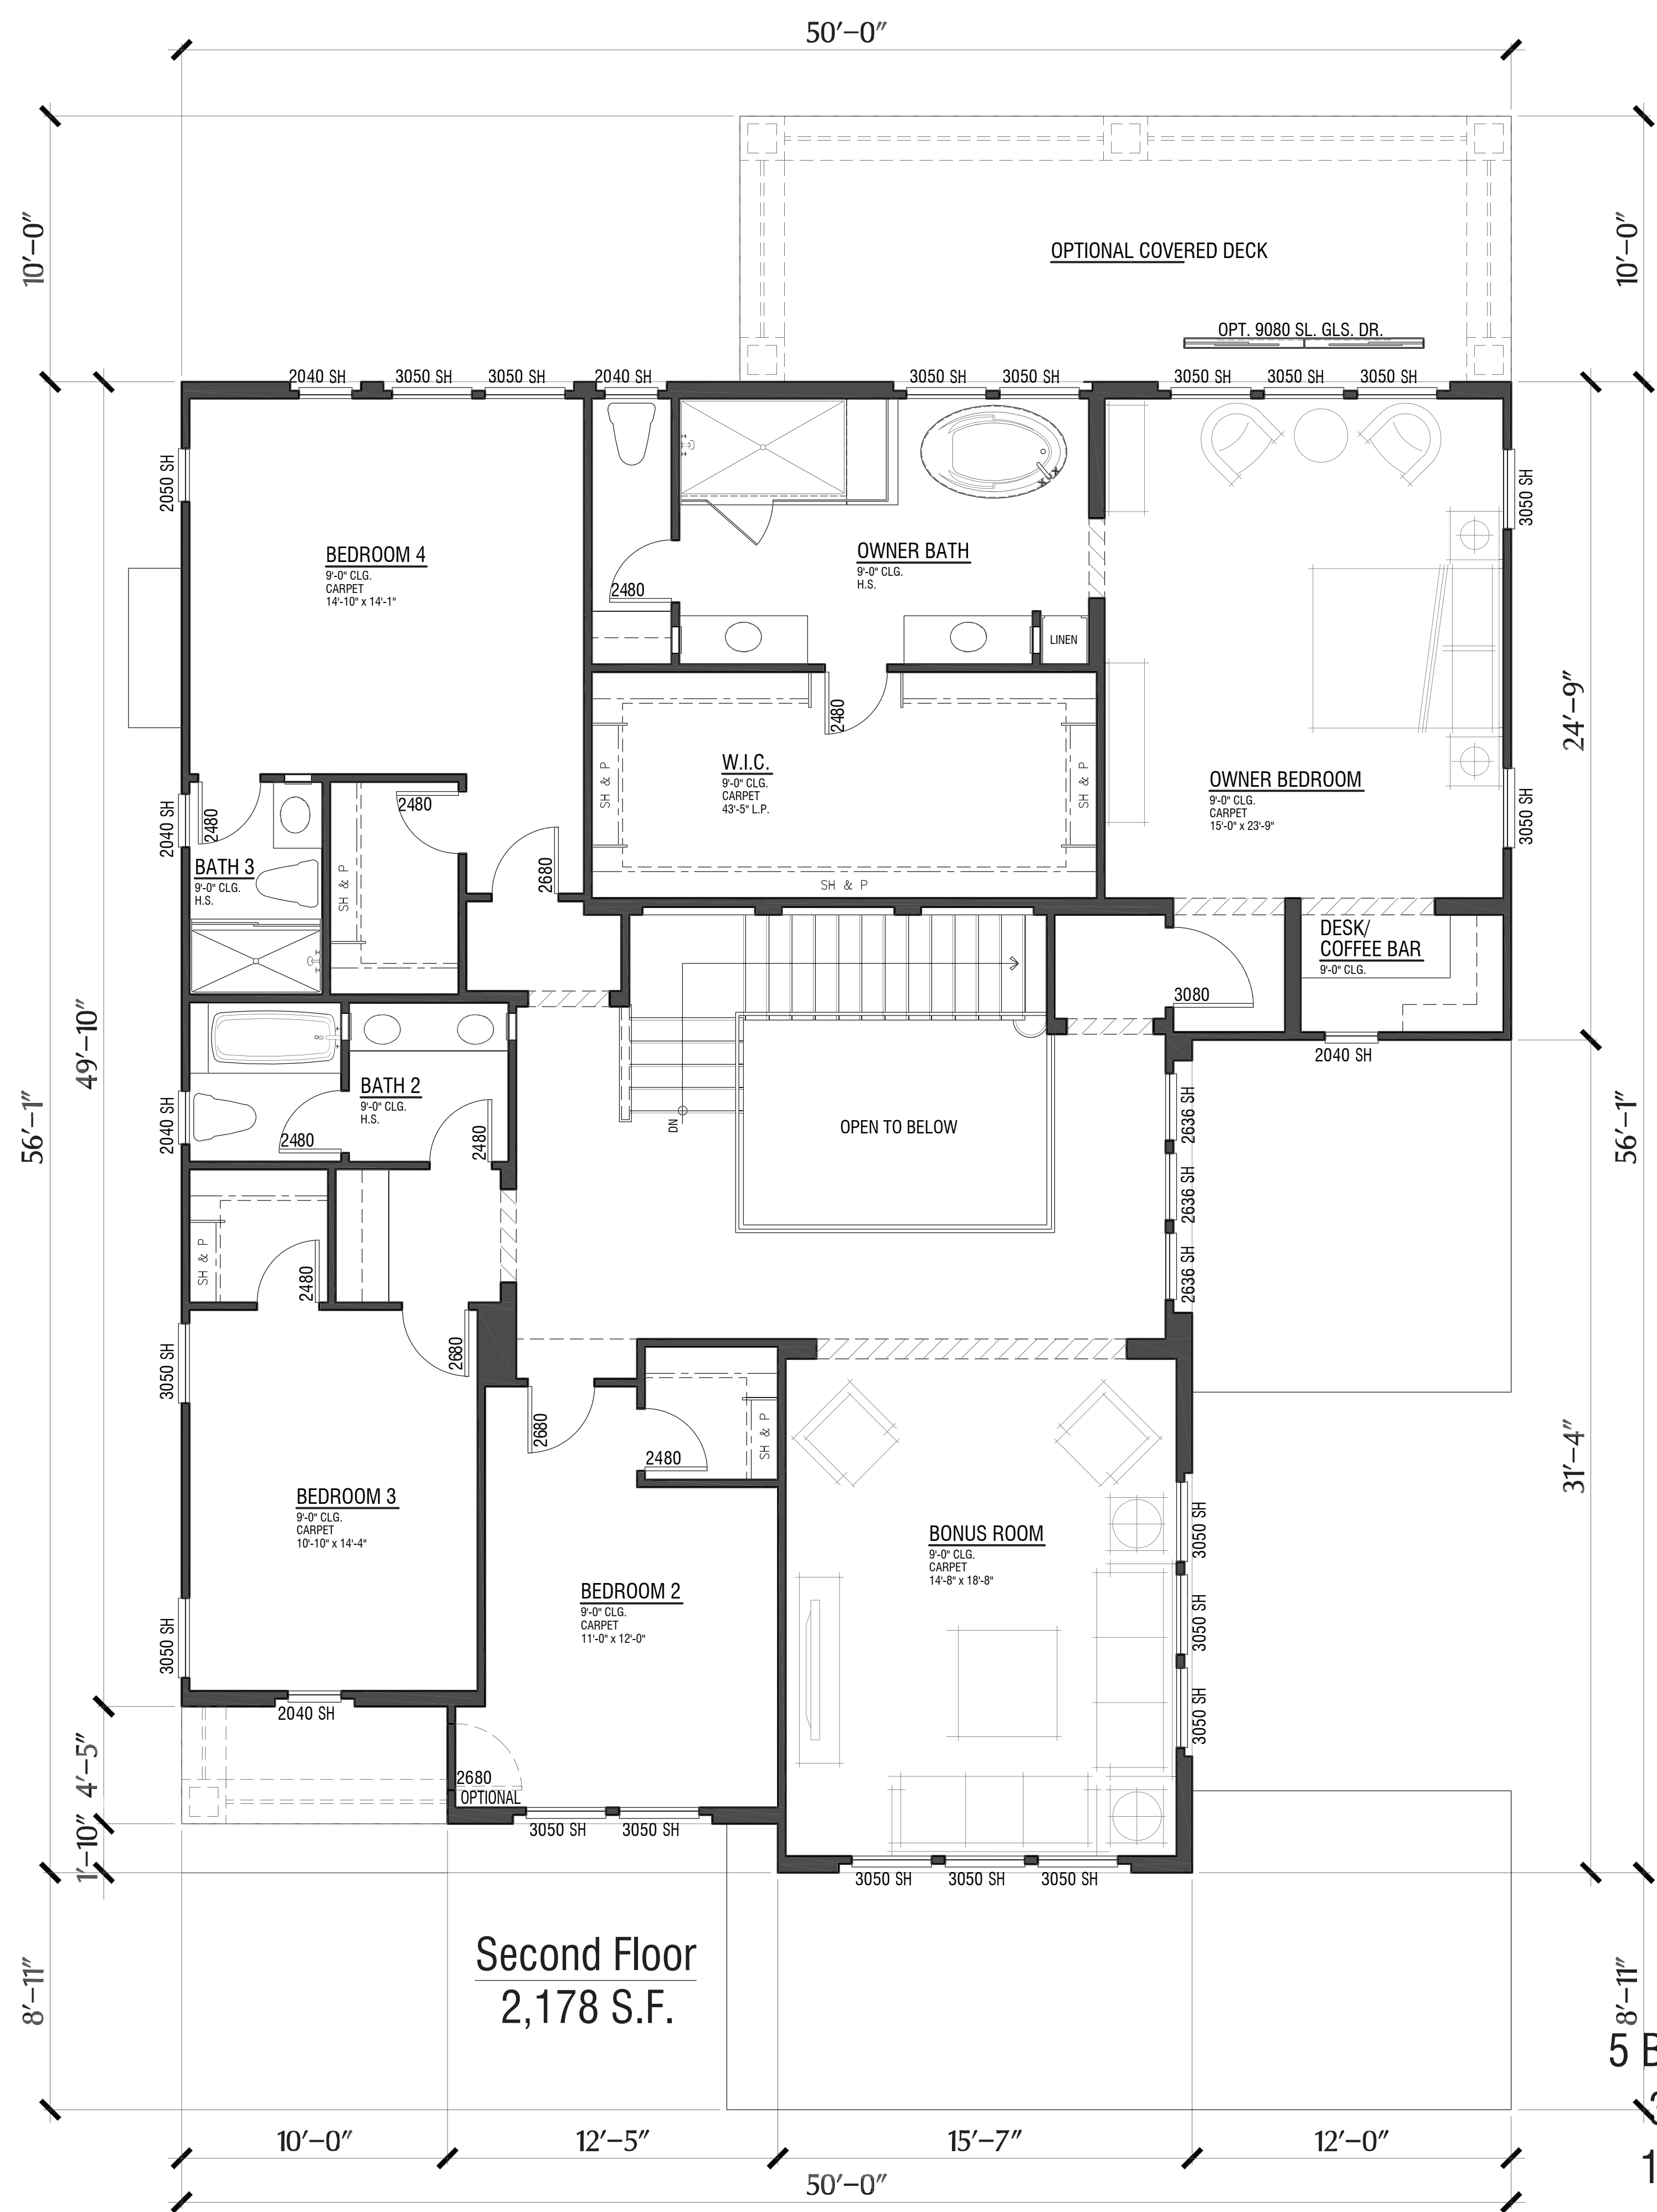 50'–0"
10'–0"
10'–0"
OPTIONAL COVERED DECK
OPT. 9080 SL. GLS. DR.
2040 SH
3050 SH
3050 SH
2040 SH
3050 SH
3050 SH
3050 SH
3050 SH
3050 SH
2050 SH
3050 SH
BEDROOM 4
9'-0" CLG.
CARPET
14'-10" x 14'-1"
OWNER BATH
9'-0" CLG.
H.S.
2480
LINEN
2480
24'–9"
W.I.C.
9'-0" CLG.
CARPET
43'-5" L.P.
SH & P
SH & P
SH & P
OWNER BEDROOM
9'-0" CLG.
CARPET
15'-0" x 23'-9"
3050 SH
2040 SH
2480
2480
BATH 3
9'-0" CLG.
H.S.
SH & P
2680
DESK/
COFFEE BAR
9'-0" CLG.
3080
2040 SH
49'–10"
56'–1"
56'–1"
BATH 2
9'-0" CLG.
H.S.
2040 SH
2480
2480
DN
OPEN TO BELOW
2636 SH
2636 SH
2636 SH
SH & P
2480
2680
3050 SH
2680
2480
SH & P
31'–4"
BEDROOM 3
9'-0" CLG.
CARPET
10'-10" x 14'-4"
BONUS ROOM
9'-0" CLG.
CARPET
14'-8" x 18'-8"
3050 SH
3050 SH
3050 SH
BEDROOM 2
9'-0" CLG.
CARPET
11'-0" x 12'-0"
3050 SH
2040 SH
4'–5"
2680
OPTIONAL
1'–10"
3050 SH
3050 SH
3050 SH
3050 SH
3050 SH
Second Floor
2,178 S.F.
8'–11"
8'–11"
5 B
10'–0"
12'–5"
15'–7"
12'–0"
1
50'–0"